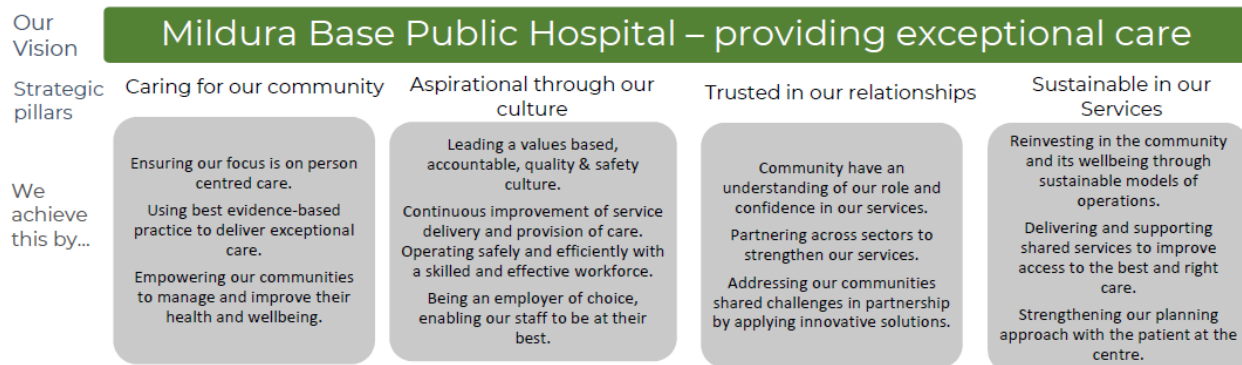 Our
Vision
Mildura Base Public Hospital – providing exceptional care
Strategic
pillars
Caring for our community
Aspirational through our
culture
Trusted in our relationships
Sustainable in our
Services
We
achieve
this by...
Ensuring our focus is on person
centred care.
Using best evidence-based
practice to deliver exceptional
care.
Empowering our communities
to manage and improve their
health and wellbeing.
Leading a values based,
accountable, quality & safety
culture.
Continuous improvement of service
delivery and provision of care.
Operating safely and efficiently with
a skilled and effective workforce.
Being an employer of choice,
enabling our staff to be at their
best.
Community have an
understanding of our role and
confidence in our services.
Partnering across sectors to
strengthen our services.
Addressing our communities
shared challenges in partnership
by applying innovative solutions.
Reinvesting in the community
and its wellbeing through
sustainable models of
operations.
Delivering and supporting
shared services to improve
access to the best and right
care.
Strengthening our planning
approach with the patient at the
centre.